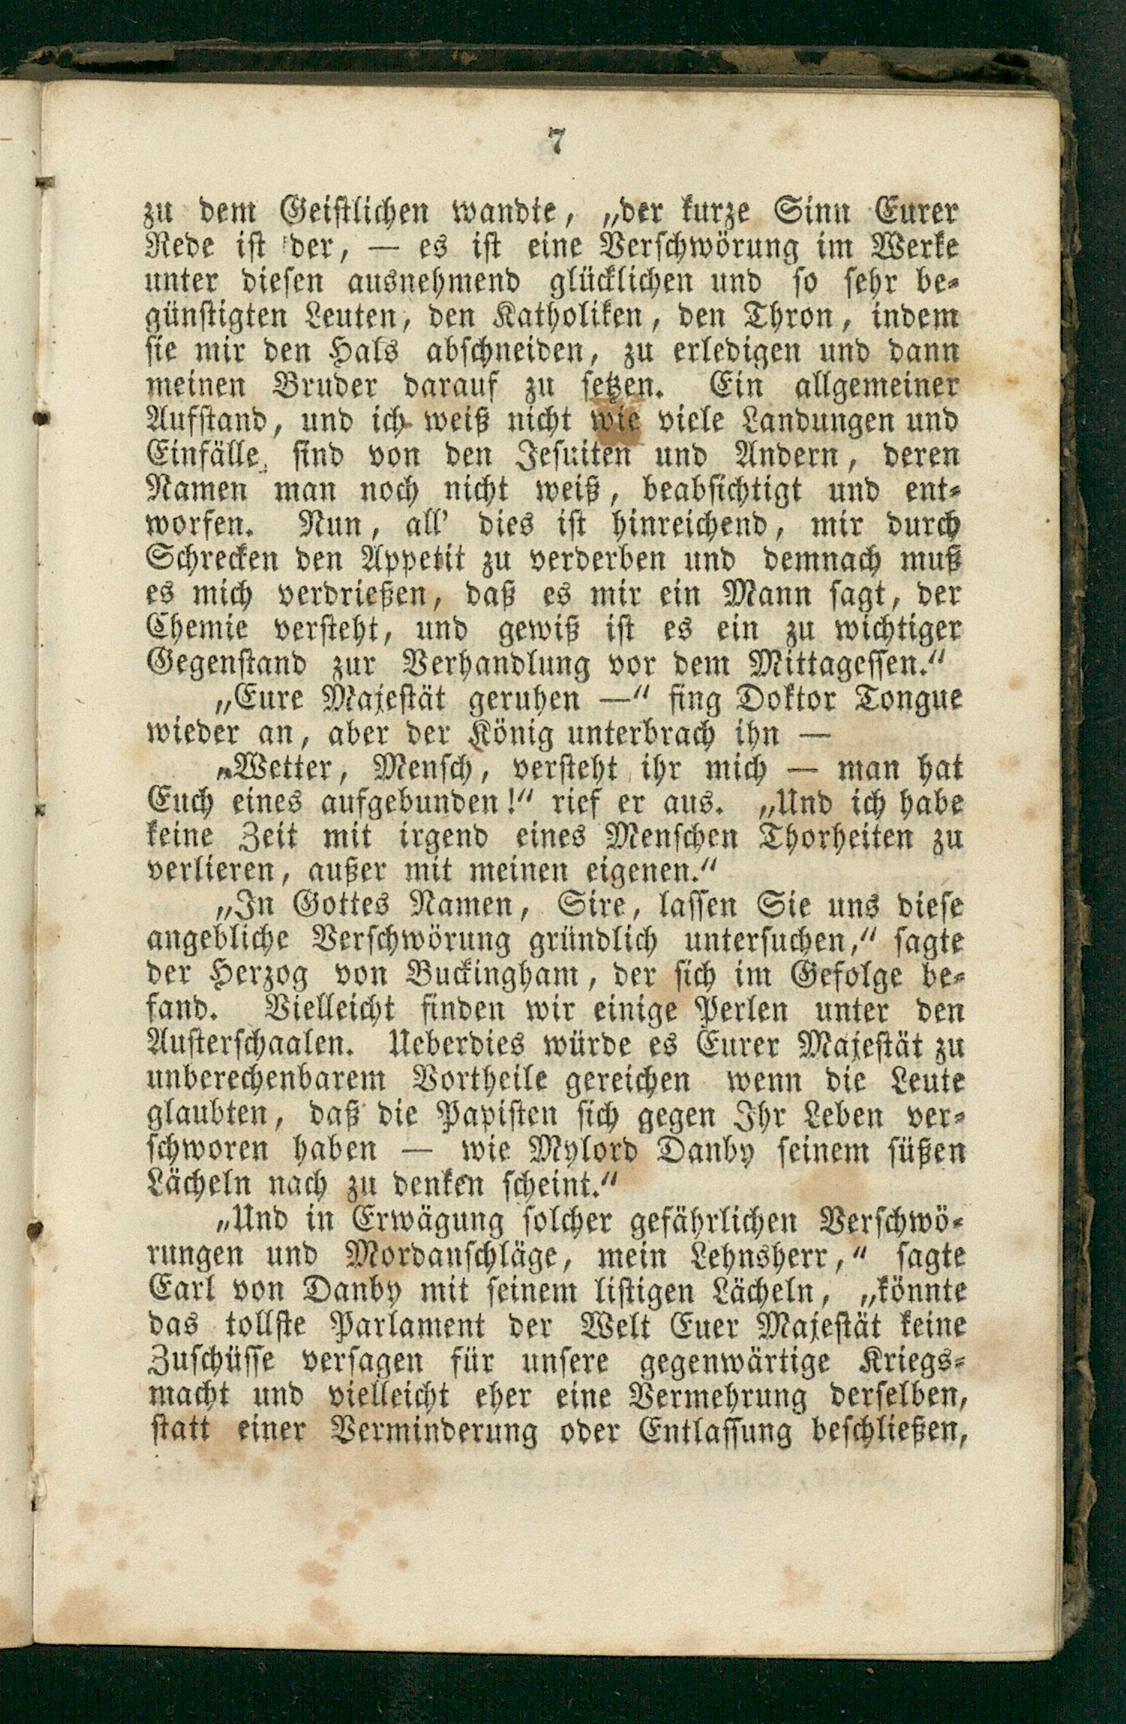 7
zu dem Geistlichen wandte, „der kurze Sinn Eurer
Rede ist der, — es ist eine Verschwörung im Werke
unter diesen ausnehmend glücklichen und so sehr be-
günstigten Leuten, den Katholiken, den Thron, indem
sie mir den Hals abschneiden, zu erledigen und dann
meinen Bruder darauf zu setzen. Ein allgemeiner
Aufstand, und ich weiß nicht wie viele Landungen und
Einfälle, sind von den Jesuiten und Andern, deren
Namen man noch nicht weiß, beabsichtigt und ent-
worfen. Nun, all' dies ist hinreichend, mir durch
Schrecken den Appetit zu verderben und demnach muß
es mich verdrießen, daß es mir ein Mann sagt, der
Chemie versteht, und gewiß ist es ein zu wichtiger
Gegenstand zur Verhandlung vor dem Mittagessen.“
„Eure Majestät geruhen —“ fing Doktor Tongue
wieder an, aber der König unterbrach ihn —
„Wetter, Mensch, versteht ihr mich — man hat
Euch eines aufgebunden!“ rief er aus. „Und ich habe
keine Zeit mit irgend eines Menschen Thorheiten zu
verlieren, außer mit meinen eigenen.“
„In Gottes Namen, Sire, lassen Sie uns diese
angebliche Verschwörung gründlich untersuchen,“ sagte
der Herzog von Buckingham, der sich im Gefolge be-
fand. Vielleicht finden wir einige Perlen unter den
Austerschaalen. Ueberdies würde es Eurer Majestät zu
unberechenbarem Vortheile gereichen wenn die Leute
glaubten, daß die Papisten sich gegen Ihr Leben ver-
schworen haben — wie Mylord Danby seinem süßen
Lächeln nach zu denken scheint.“
„Und in Erwägung solcher gefährlichen Verschwö-
rungen und Mordanschläge, mein Lehnsherr,“ sagte
Earl von Danby mit seinem listigen Lächeln, „könnte
das tollste Parlament der Welt Euer Majestät keine
Zuschüsse versagen für unsere gegenwärtige Kriegs-
macht und vielleicht eher eine Vermehrung derselben,
statt einer Verminderung oder Entlassung beschließen,